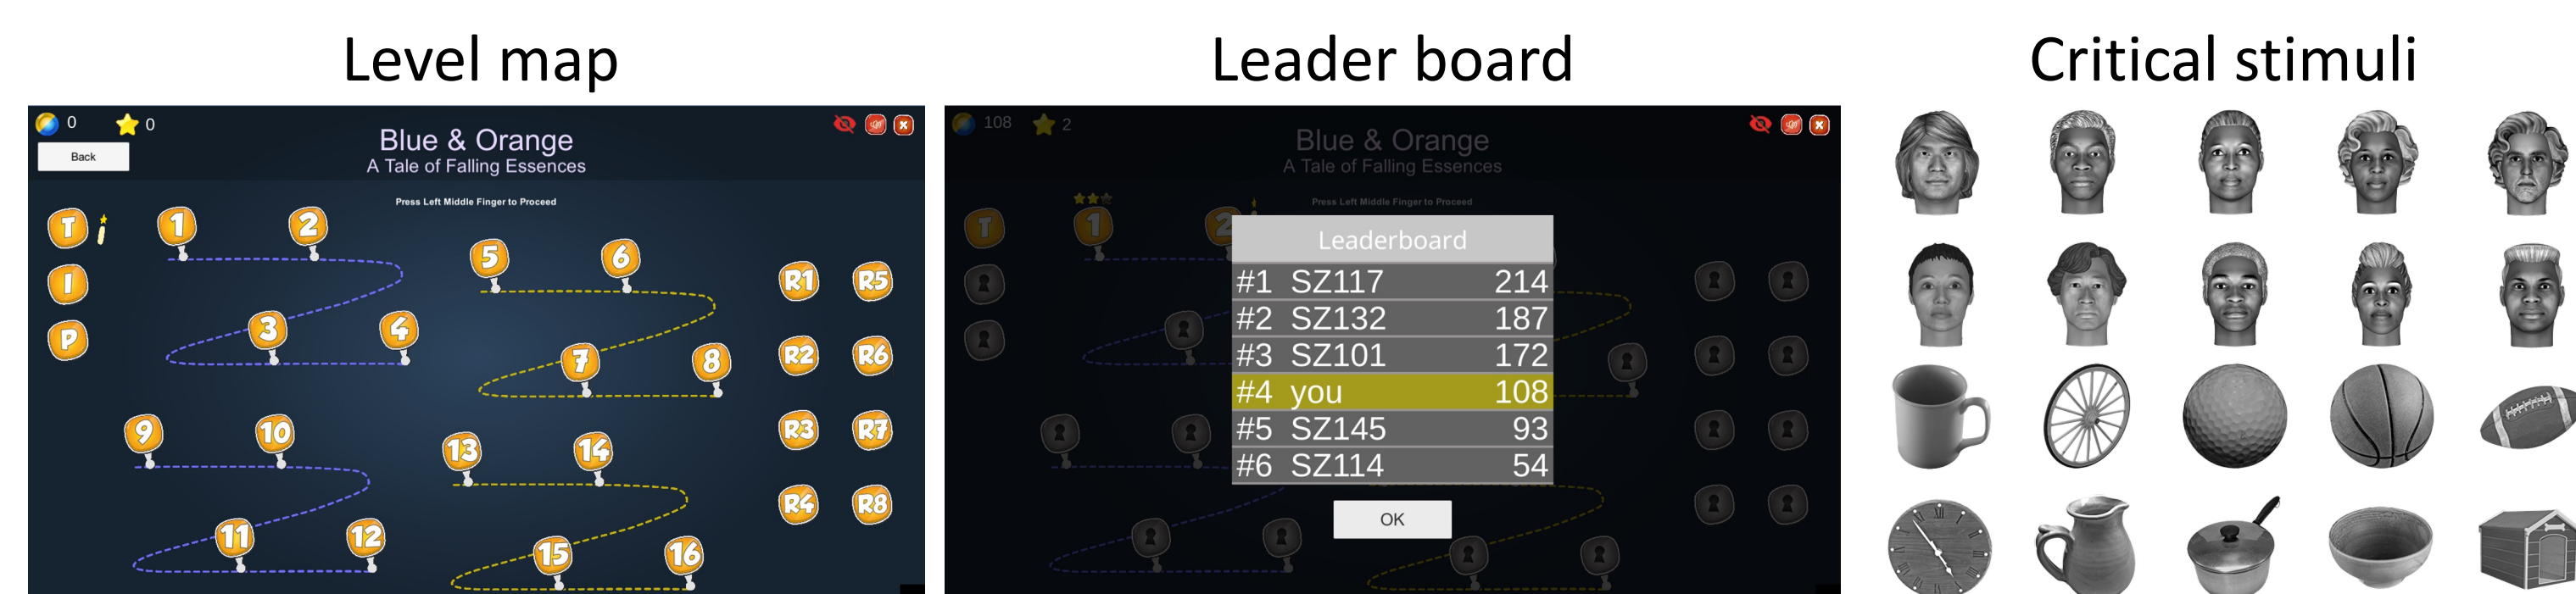 Level map
Leader board
Critical stimuli
0
0
Back
Blue & Orange
A Tale of Falling Essences
Press Left Middle Finger to Proceed
T
1
2
I
3
4
P
5
6
7
8
R1
R5
R2
R6
R3
R7
R4
R8
9
10
11
12
13
14
15
16
108
2
Blue & Orange
A Tale of Falling Essences
Press Left Middle Finger to Proceed
T
1
2
Leaderboard
#1 SZ117 214
#2 SZ132 187
#3 SZ101 172
#4 you 108
#5 SZ145 93
#6 SZ114 54
OK